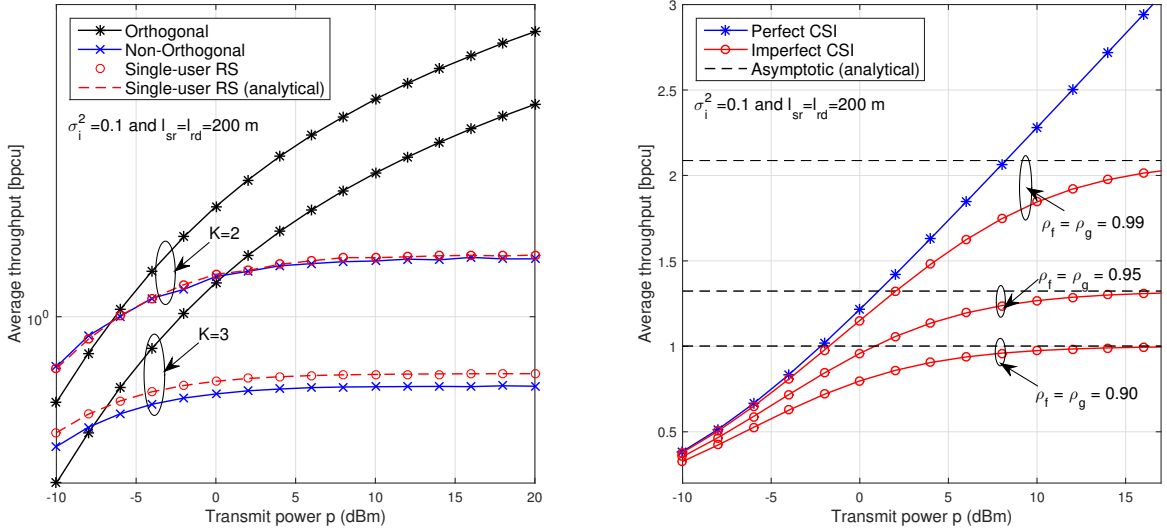 Orthogonal
Non-Orthogonal
Single-user RS
Single-user RS (analytical)
σ_i^2 =0.1 and l_sr=l_rd=200 m
K=2
K=3
10^0
Average throughput [bpcu]
-10 -5 0 5 10 15 20
Transmit power p (dBm)
Perfect CSI
Imperfect CSI
Asymptotic (analytical)
σ_i^2 =0.1 and l_sr=l_rd=200 m
ρ_f = ρ_g = 0.99
ρ_f = ρ_g = 0.95
ρ_f = ρ_g = 0.90
3
2.5
2
1.5
1
0.5
Average throughput [bpcu]
-10 -5 0 5 10 15
Transmit power p (dBm)